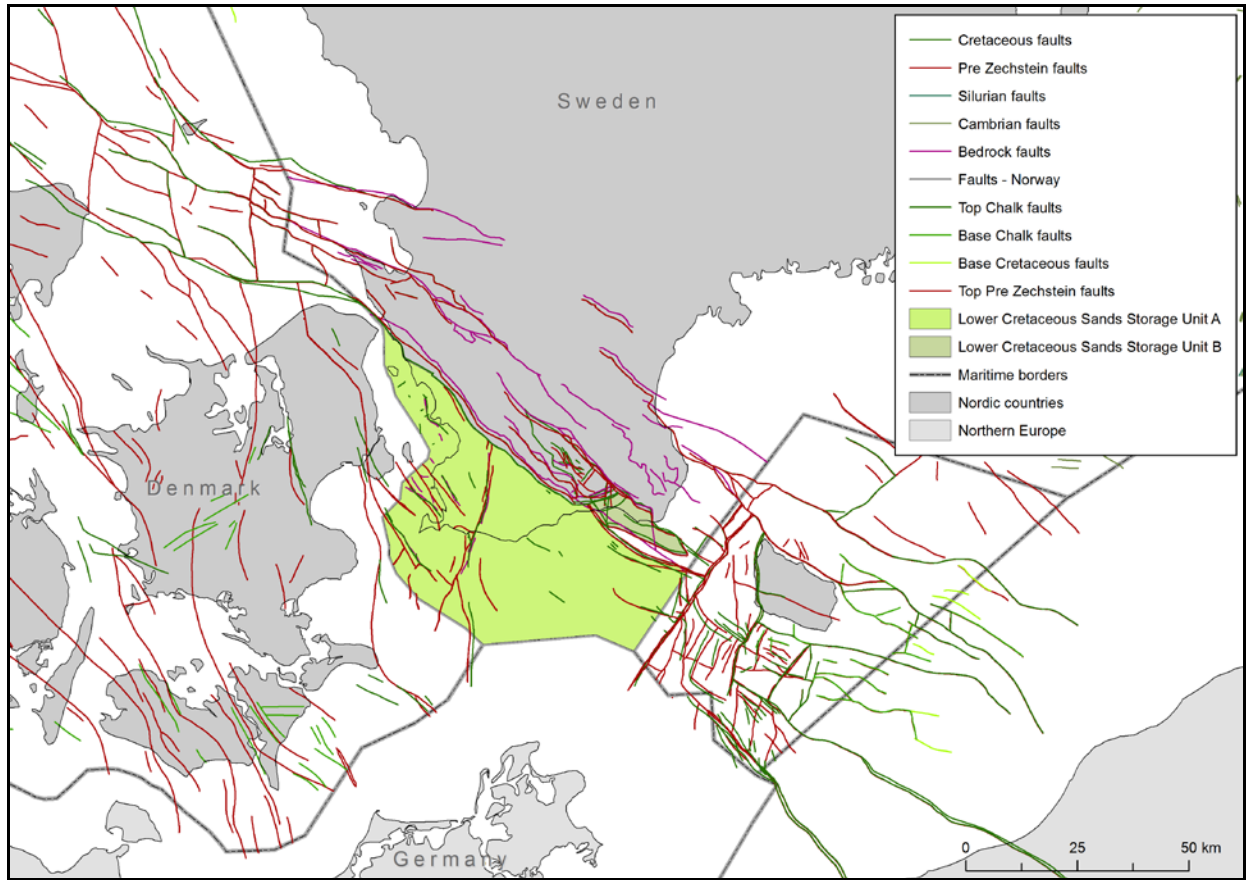 Sweden
Denmark
Germany
Cretaceous faults
Pre Zechstein faults
Silurian faults
Cambrian faults
Bedrock faults
Faults - Norway
Top Chalk faults
Base Chalk faults
Base Cretaceous faults
Top Pre Zechstein faults
Lower Cretaceous Sands Storage Unit A
Lower Cretaceous Sands Storage Unit B
Maritime borders
Nordic countries
Northern Europe
0 25 50 km